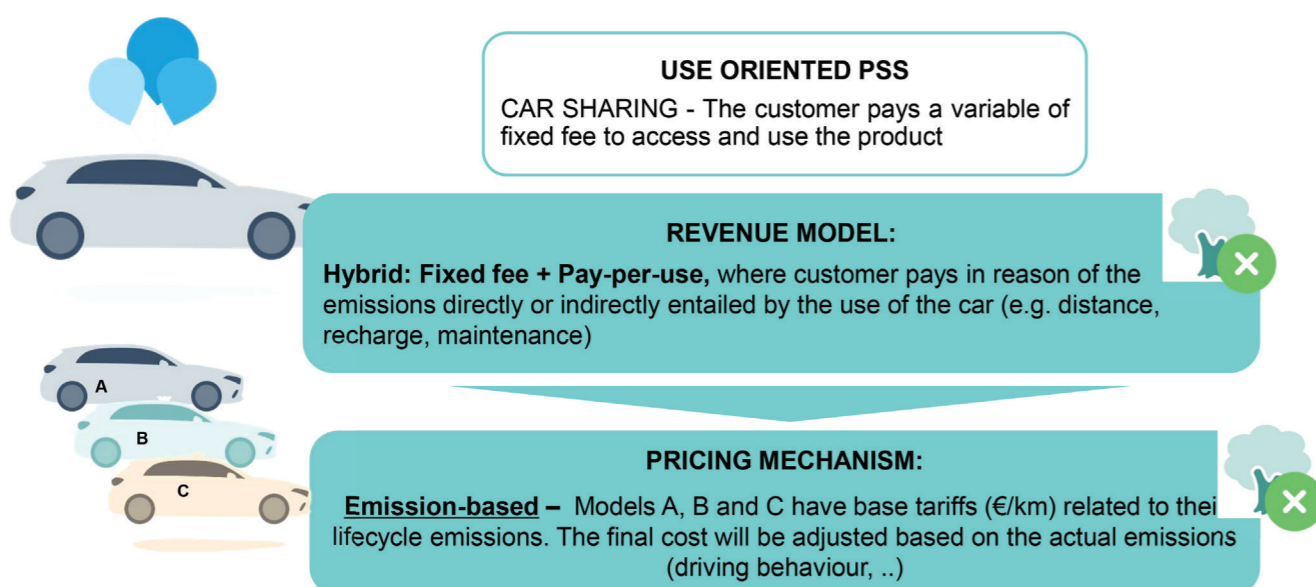 USE ORIENTED PSS
CAR SHARING - The customer pays a variable of
fixed fee to access and use the product
REVENUE MODEL:
Hybrid: Fixed fee + Pay-per-use, where customer pays in reason of the
emissions directly or indirectly entailed by the use of the car (e.g. distance,
recharge, maintenance)
A
B
C
PRICING MECHANISM:
Emission-based – Models A, B and C have base tariffs (€/km) related to thei
lifecycle emissions. The final cost will be adjusted based on the actual emissions
(driving behaviour, ..)